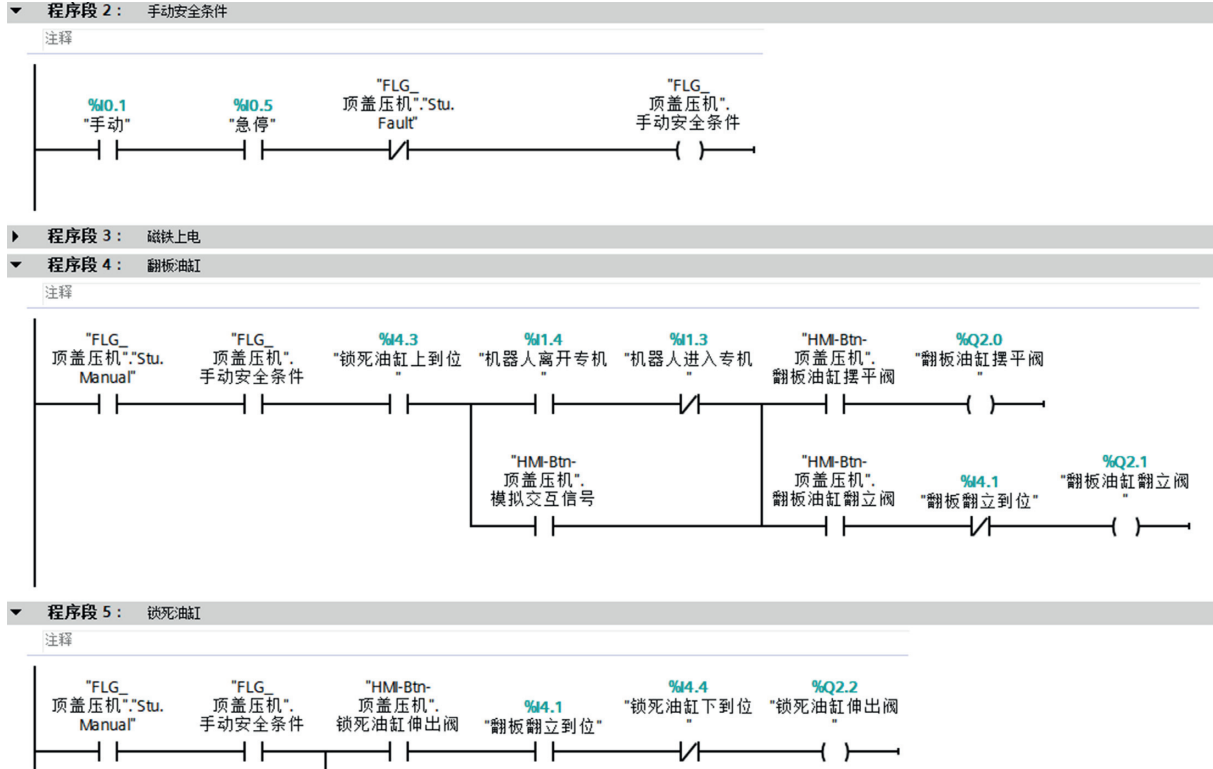 程序段 2： 手动安全条件
注释
%I0.1
"手动"
%I0.5
"急停"
"FLG_
顶盖压机"."Stu.
Fault"
"FLG_
顶盖压机".
手动安全条件
程序段 3： 磁铁上电
程序段 4： 翻板油缸
注释
"FLG_
顶盖压机"."Stu.
Manual"
"FLG_
顶盖压机".
手动安全条件
%I4.3
"锁死油缸上到位
"
%I1.4
"机器人离开专机
"
%I1.3
"机器人进入专机
"
"HMI-Btn-
顶盖压机".
翻板油缸摆平阀
%Q2.0
"翻板油缸摆平阀
"
"HMI-Btn-
顶盖压机".
模拟交互信号
"HMI-Btn-
顶盖压机".
翻板油缸翻立阀
%I4.1
"翻板翻立到位"
%Q2.1
"翻板油缸翻立阀
"
程序段 5： 锁死油缸
注释
"FLG_
顶盖压机"."Stu.
Manual"
"FLG_
顶盖压机".
手动安全条件
"HMI-Btn-
顶盖压机".
锁死油缸伸出阀
%I4.1
"翻板翻立到位"
%I4.4
"锁死油缸下到位
"
%Q2.2
"锁死油缸伸出阀
"